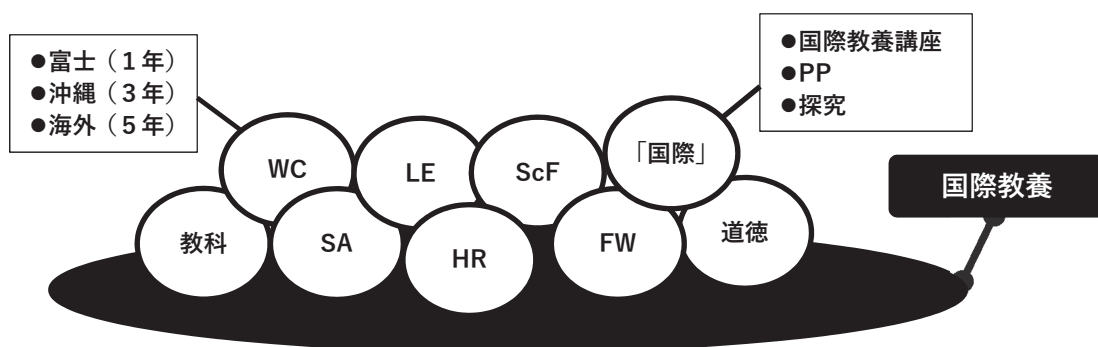 ●富士（1年）
●沖縄（3年）
●海外（5年）
●国際教養講座
●PP
●探究
WC
LE
ScF
「国際」
国際教養
教科
SA
HR
FW
道徳